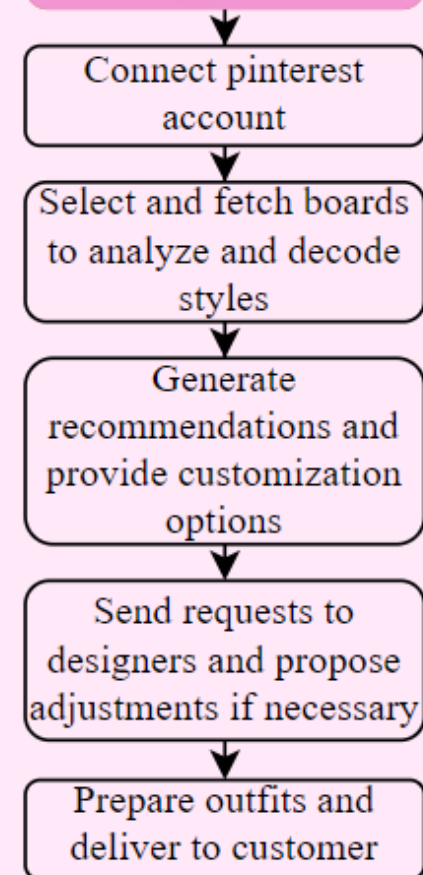 Connect pinterest
account
Select and fetch boards
to analyze and decode
styles
Generate
recommendations and
provide customization
options
Send requests to
designers and propose
adjustments if necessary
Prepare outfits and
deliver to customer